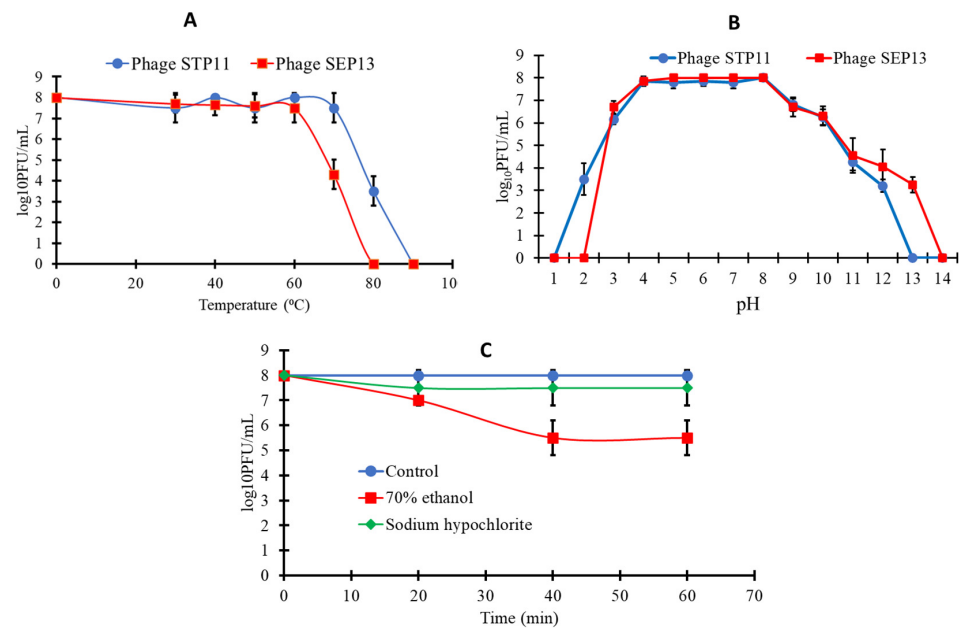 A
Phage STP11 Phage SEP13
9
8
7
6
5
4
3
2
1
0
log10PFU/mL
0 20 40 60 80 10
Temperature (⁰C)
B
Phage STP11 Phage SEP13
9
8
7
6
5
4
3
2
1
0
log₁₀PFU/mL
1 2 3 4 5 6 7 8 9 10 11 12 13 14
pH
C
9
8
7
6
5
4
3
2
1
0
log10PFU/mL
Control
70% ethanol
Sodium hypochlorite
0 10 20 30 40 50 60 70
Time (min)